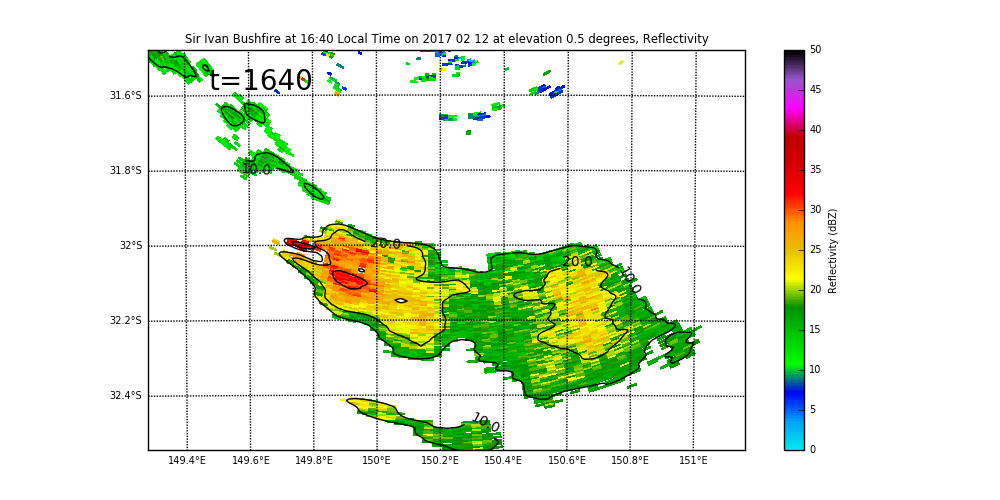 Sir Ivan Bushfire at 16:40 Local Time on 2017 02 12 at elevation 0.5 degrees, Reflectivity
t=1640
31.6°S
31.8°S
32°S
32.2°S
32.4°S
10.0
20.0
20.0
10.0
10.0
149.4°E 149.6°E 149.8°E 150°E 150.2°E 150.4°E 150.6°E 150.8°E 151°E
50
45
40
35
30
25
20
15
10
5
0
Reflectivity (dBZ)